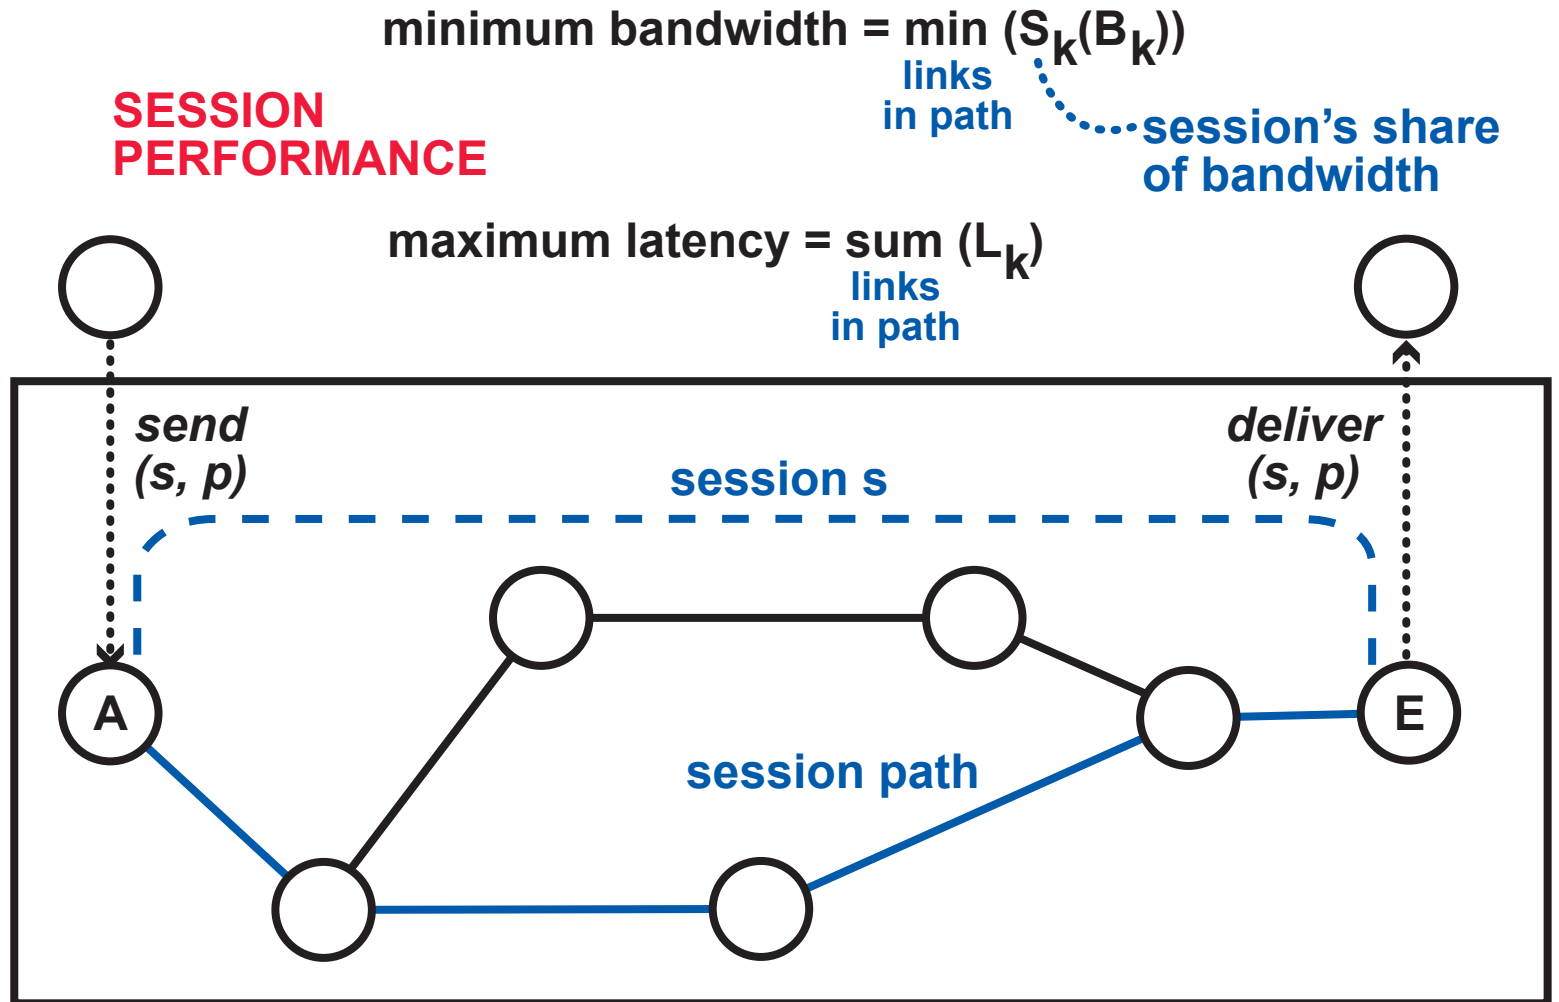 minimum bandwidth = min (Sk(Bk))
links
in path
SESSION
PERFORMANCE
session’s share
of bandwidth
maximum latency = sum (Lk)
links
in path
send
(s, p)
deliver
(s, p)
session s
A
E
session path